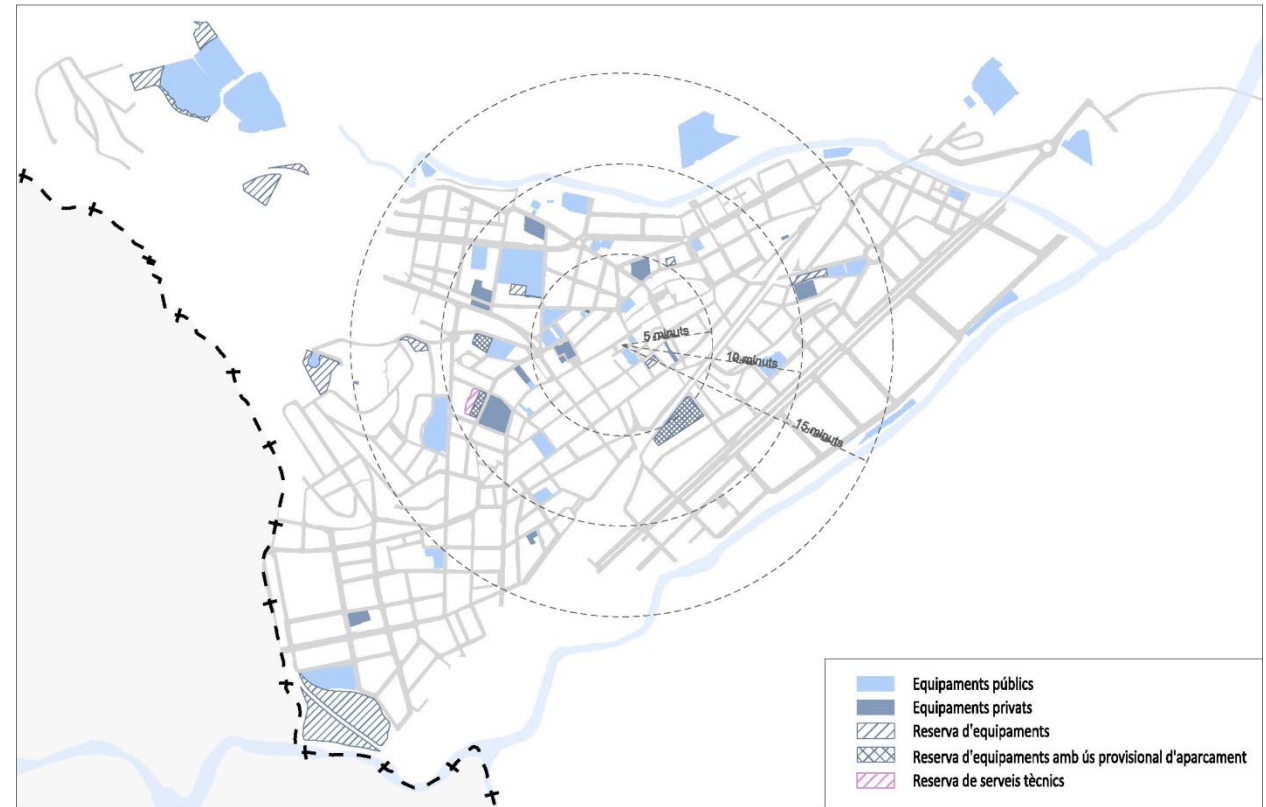 5 minuts
10 minuts
15 minuts
Equipaments públics
Equipaments privats
Reserva d'equipaments
Reserva d'equipaments amb ús provisional d'aparcament
Reserva de serveis tècnics